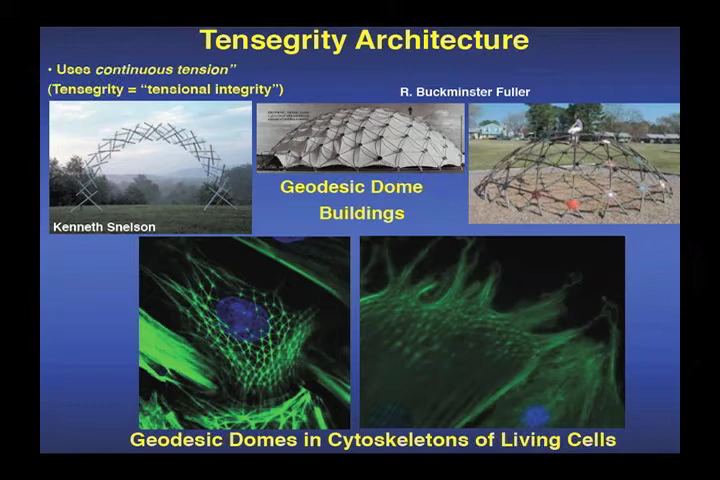 Tensegrity Architecture
• Uses continuous tension”
(Tensegrity = “tensional integrity”)
R. Buckminster Fuller
Geodesic Dome
Buildings
Kenneth Snelson
Geodesic Domes in Cytoskeletons of Living Cells